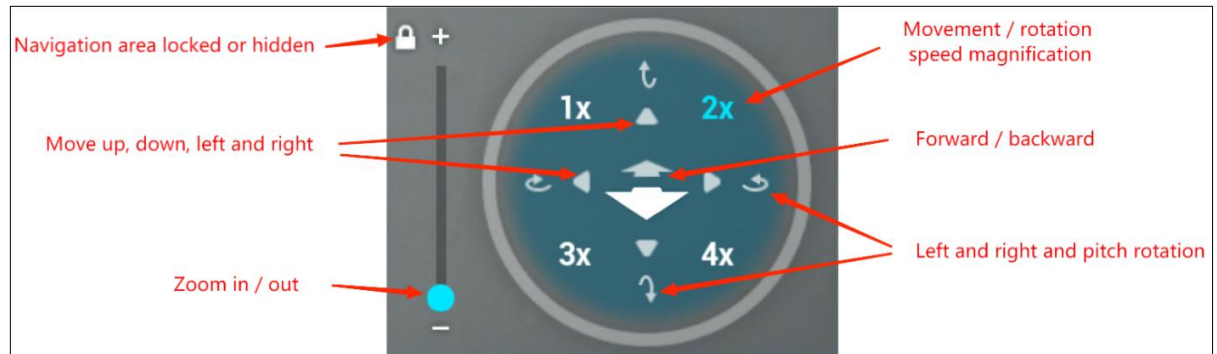 Navigation area locked or hidden
+
Movement / rotation
speed magnification
1x
2x
Move up, down, left and right
Forward / backward
3x
4x
Left and right and pitch rotation
Zoom in / out
−